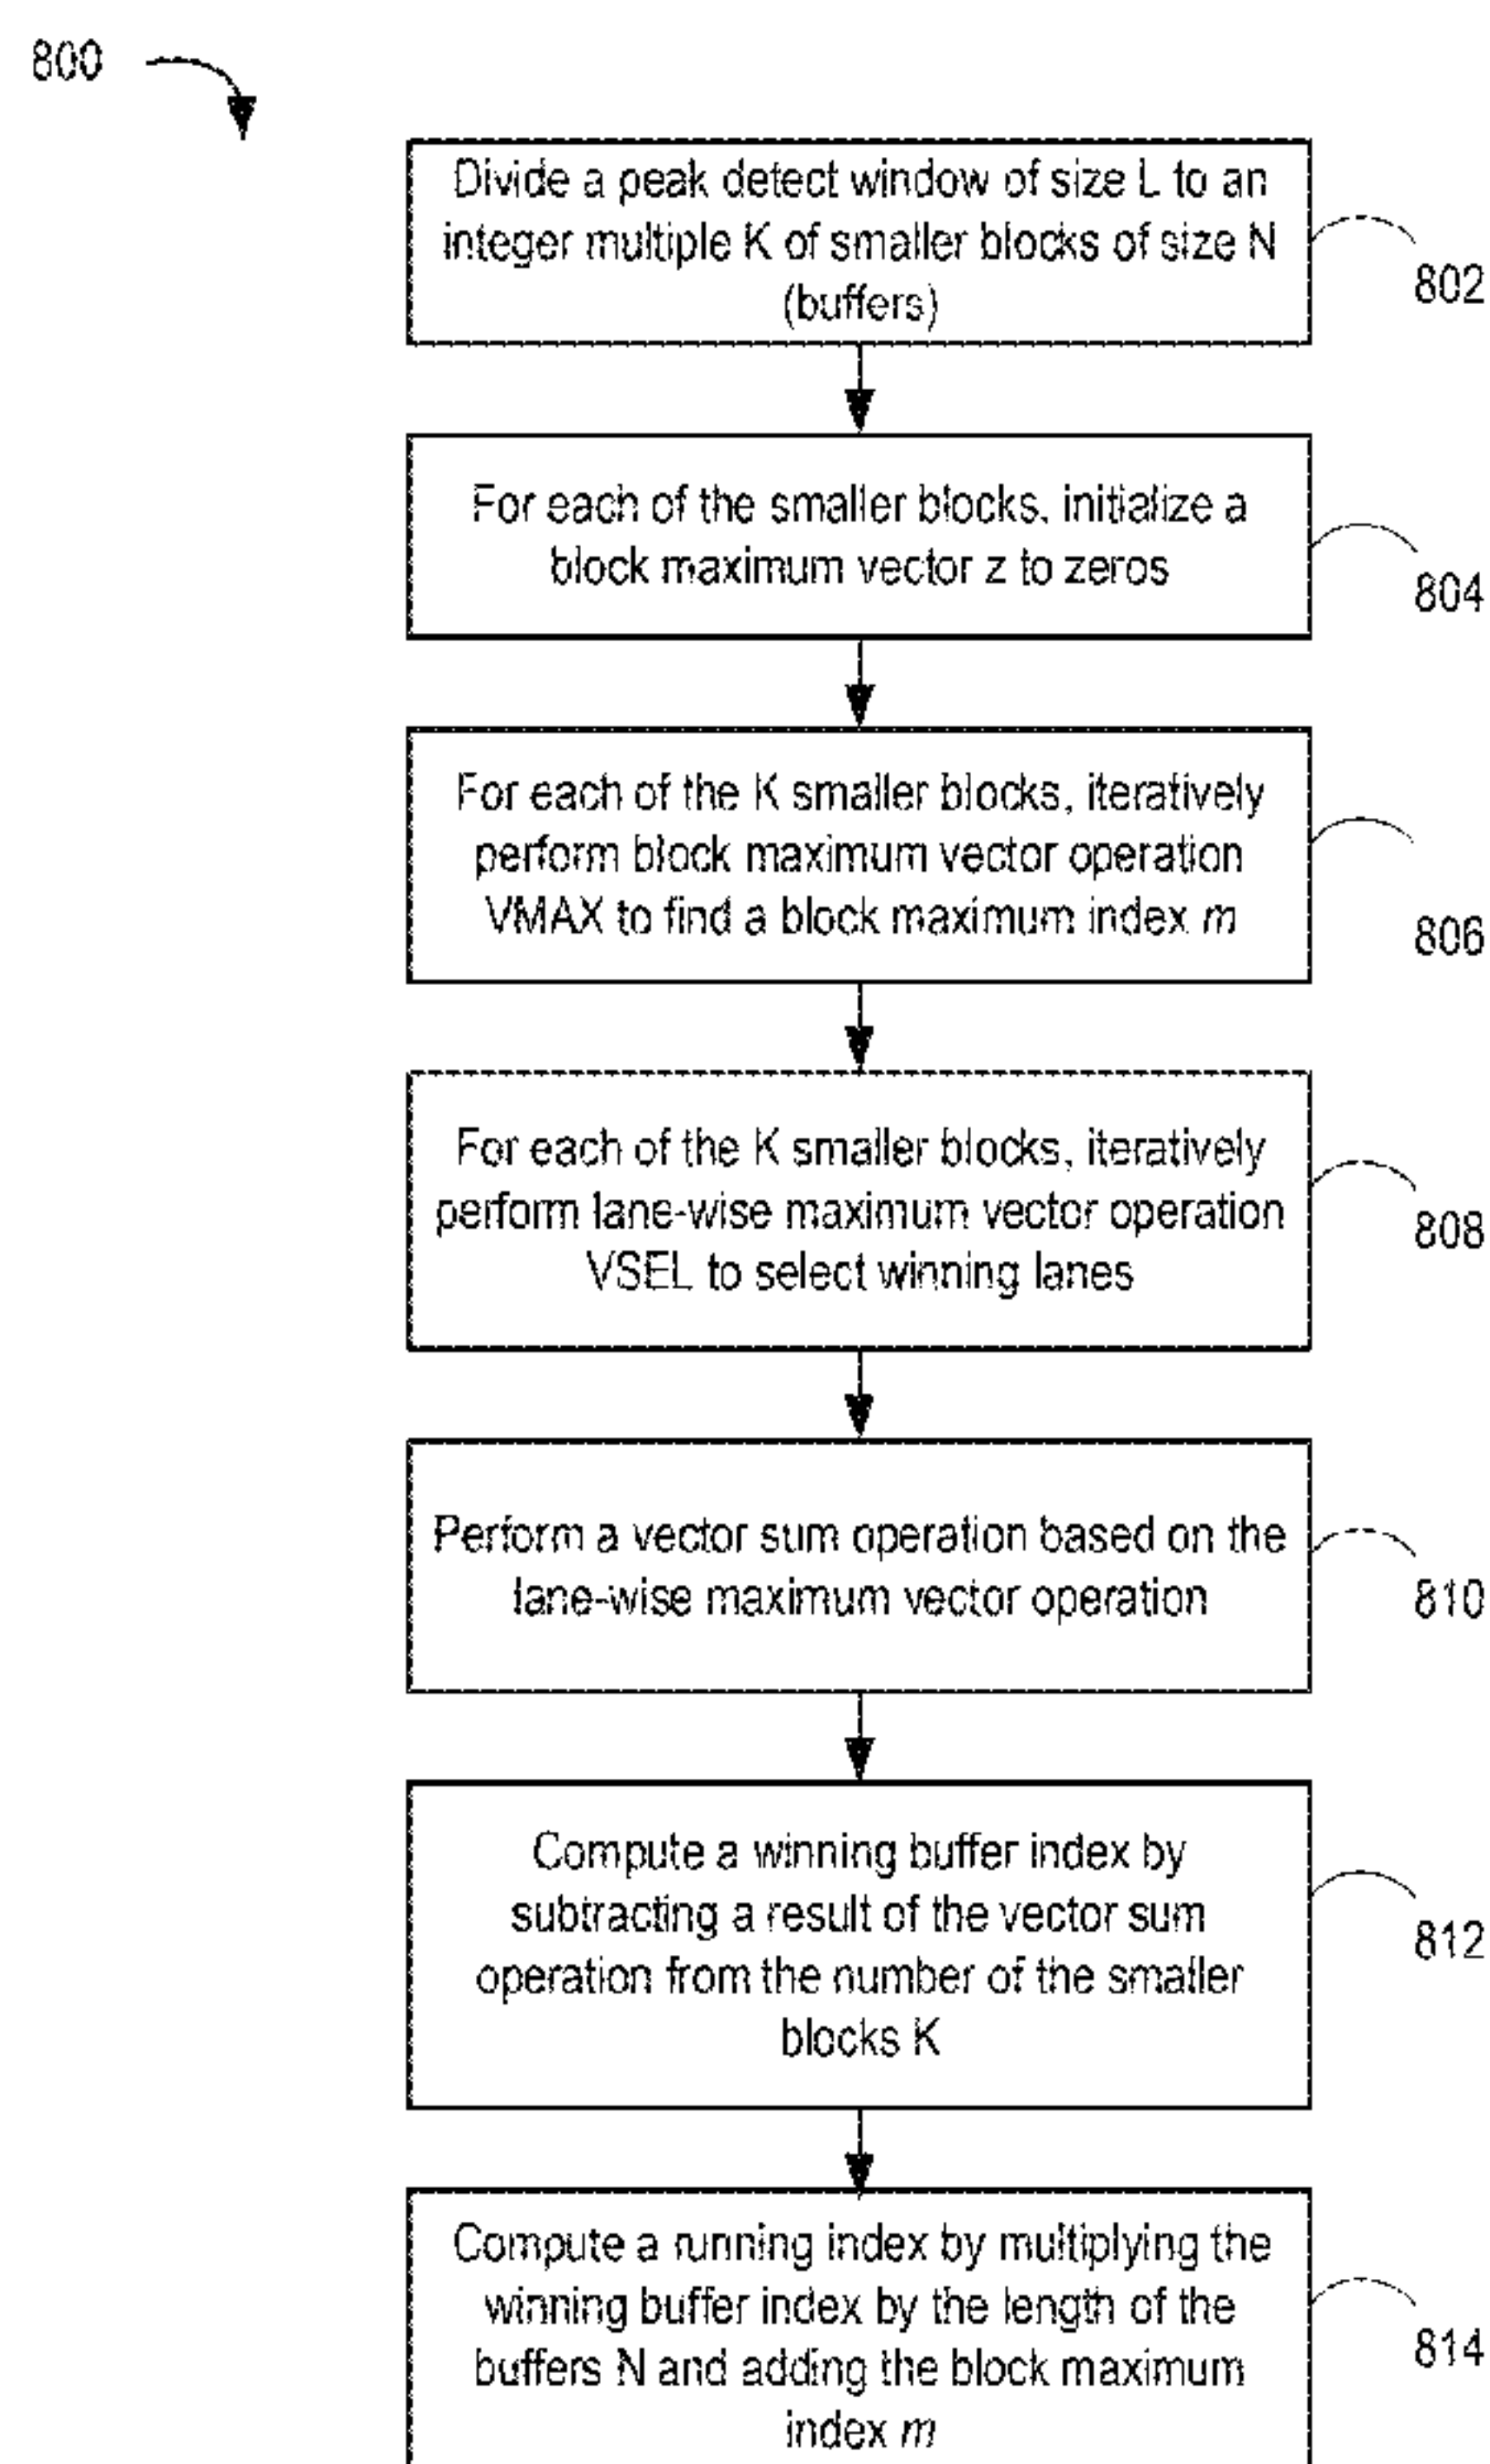 800
Divide a peak detect window of size L to an
integer multiple K of smaller blocks of size N
(buffers)
802
For each of the smaller blocks, initialize a
block maximum vector z to zeros
804
For each of the K smaller blocks, iteratively
perform block maximum vector operation
VMAX to find a block maximum index m
806
For each of the K smaller blocks, iteratively
perform lane-wise maximum vector operation
VSEL to select winning lanes
808
Perform a vector sum operation based on the
lane-wise maximum vector operation
810
Compute a winning buffer index by
subtracting a result of the vector sum
operation from the number of the smaller
blocks K
812
Compute a running index by multiplying the
winning buffer index by the length of the
buffers N and adding the block maximum
index m
814